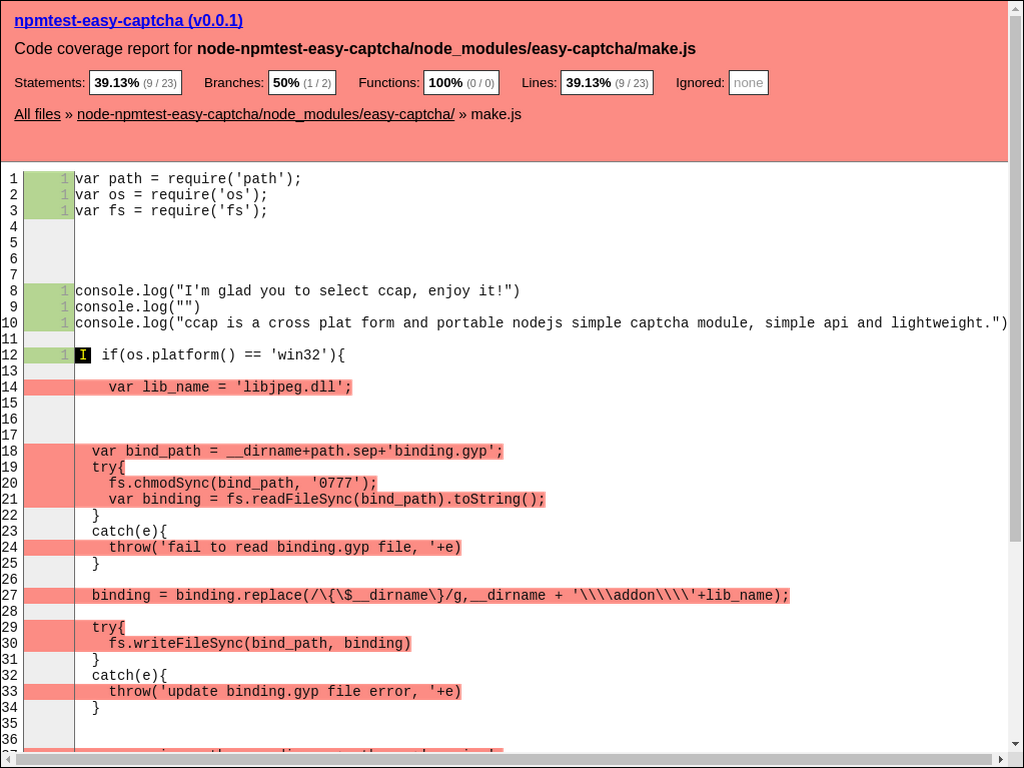 npmtest-easy-captcha (v0.0.1)
Code coverage report for node-npmtest-easy-captcha/node_modules/easy-captcha/make.js
Statements: 39.13% (9 / 23) Branches: 50% (1 / 2) Functions: 100% (0 / 0) Lines: 39.13% (9 / 23) Ignored: none
All files » node-npmtest-easy-captcha/node_modules/easy-captcha/ » make.js
1 1 var path = require('path');
2 1 var os = require('os');
3 1 var fs = require('fs');
4
5
6
7
8 1 console.log("I'm glad you to select ccap, enjoy it!")
9 1 console.log("")
10 1 console.log("ccap is a cross plat form and portable nodejs simple captcha module, simple api and lightweight.")
11
12 1 I if(os.platform() == 'win32'){
13
14 var lib_name = 'libjpeg.dll';
15
16
17
18 var bind_path = __dirname+path.sep+'binding.gyp';
19 try{
20 fs.chmodSync(bind_path, '0777');
21 var binding = fs.readFileSync(bind_path).toString();
22 }
23 catch(e){
24 throw('fail to read binding.gyp file, '+e)
25 }
26
27 binding = binding.replace(/\{\$__dirname\}/g,__dirname + '\\\\addon\\\\'+lib_name);
28
29 try{
30 fs.writeFileSync(bind_path, binding)
31 }
32 catch(e){
33 throw('update binding.gyp file error, '+e)
34 }
35
36